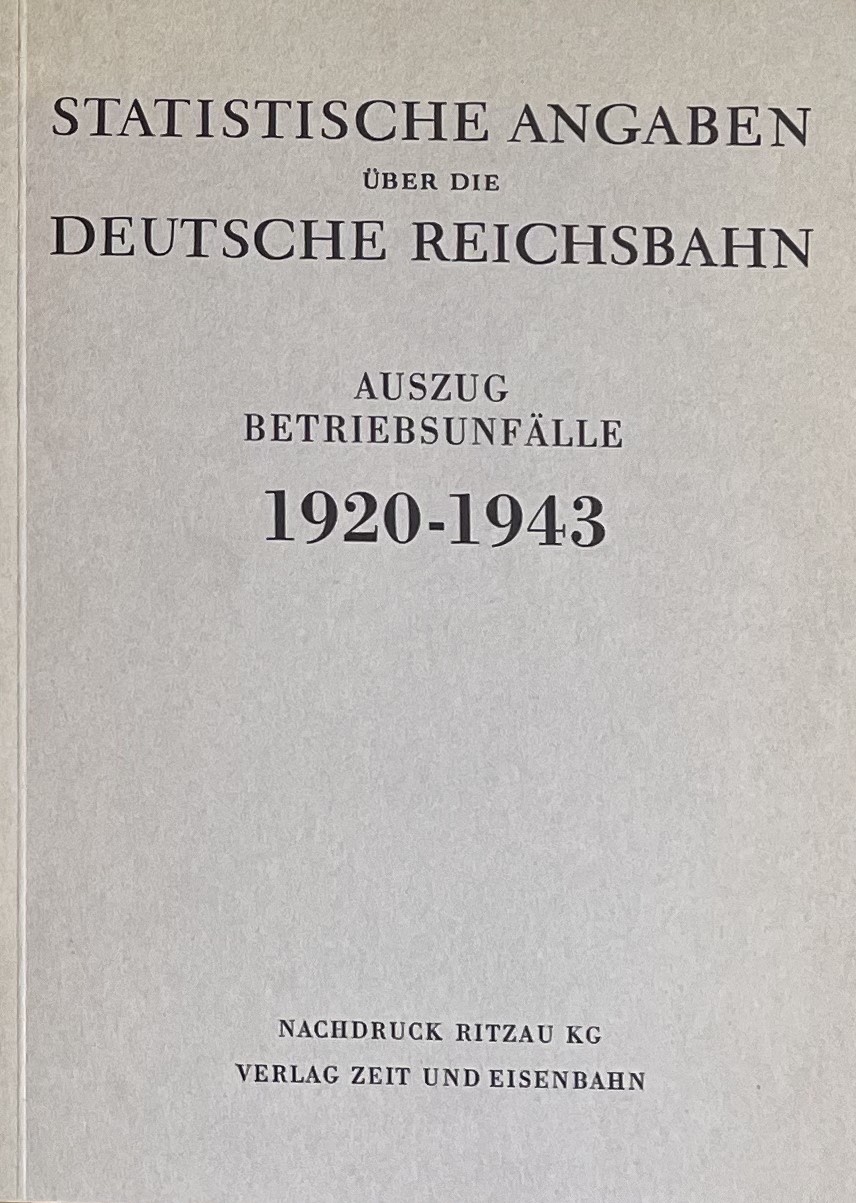 STATISTISCHE ANGABEN
ÜBER DIE
DEUTSCHE REICHSBAHN
AUSZUG
BETRIEBSUNFÄLLE
1920-1943
NACHDRUCK RITZAU KG
VERLAG ZEIT UND EISENBAHN